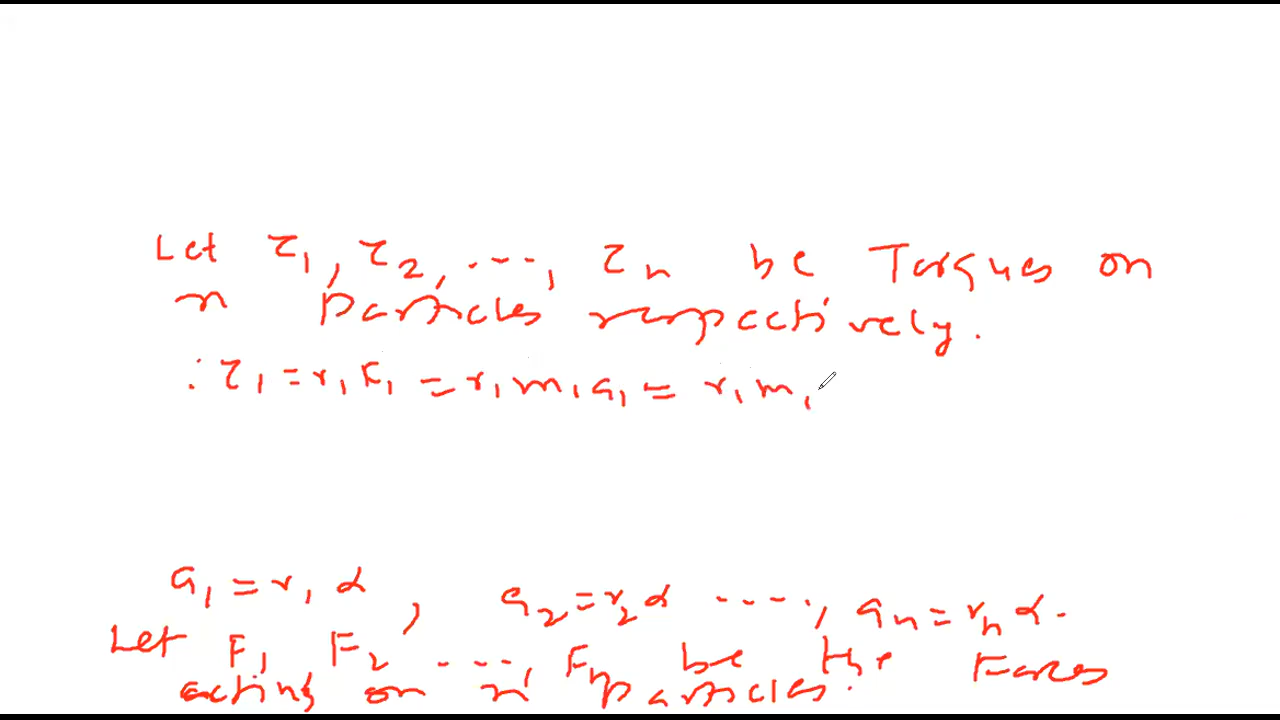 Let τ₁, τ₂, ..., τn be Torques on
n particles respectively.
∴ τ₁ = r₁F₁ = r₁m₁a₁ = r₁m₁
a₁ = r₁α, a₂ = r₂α ...., an = rnα.
Let F₁ F₂ ..., Fn be the Forces
acting on 'n' particles.